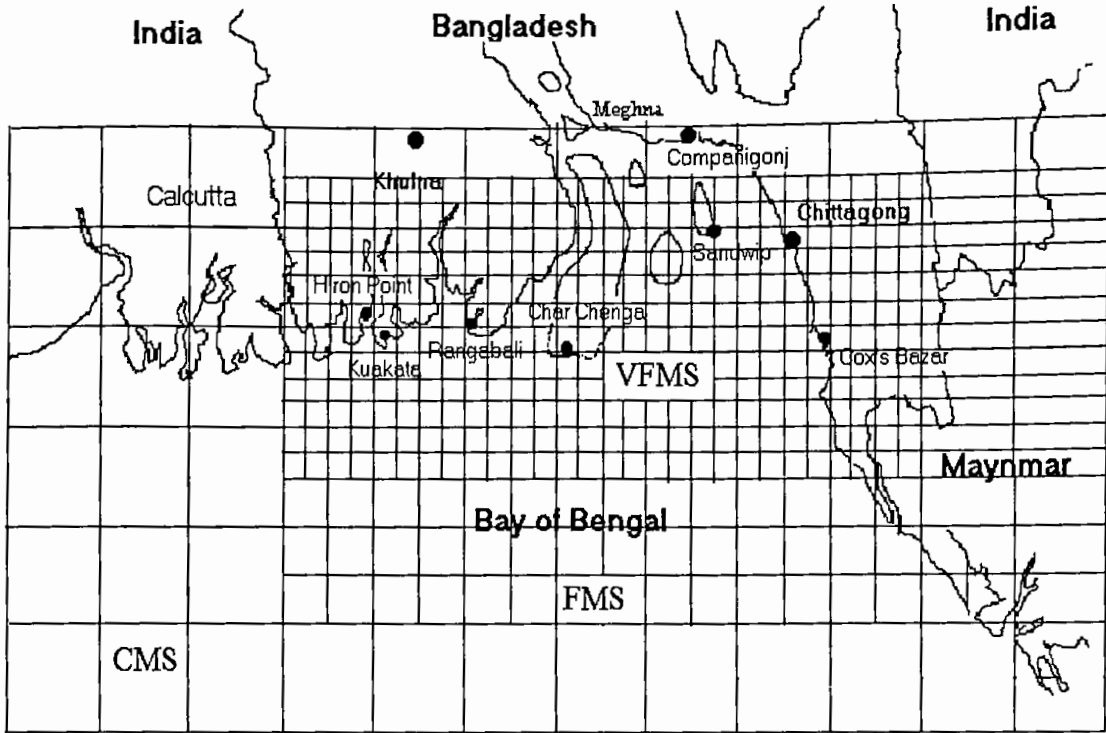 India
Bangladesh
India
Meghna
Companigonj
Khulna
Calcutta
Chittagong
Sandwip
Hiron Point
Char Chenga
Rangabali
Cox's Bazar
Kuakata
VFMS
Maynmar
Bay of Bengal
FMS
CMS